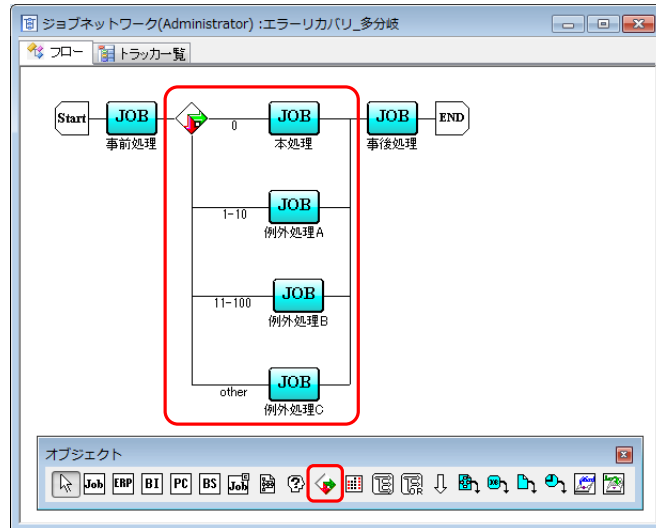 ジョブネットワーク(Administrator) :エラーリカバリ_多分岐
フロー トラッカ一覧
Start JOB 0 JOB JOB END
事前処理 本処理 事後処理
1-10 JOB
例外処理A
11-100 JOB
例外処理B
other JOB
例外処理C
オブジェクト
Job ERP BI PC BS Job